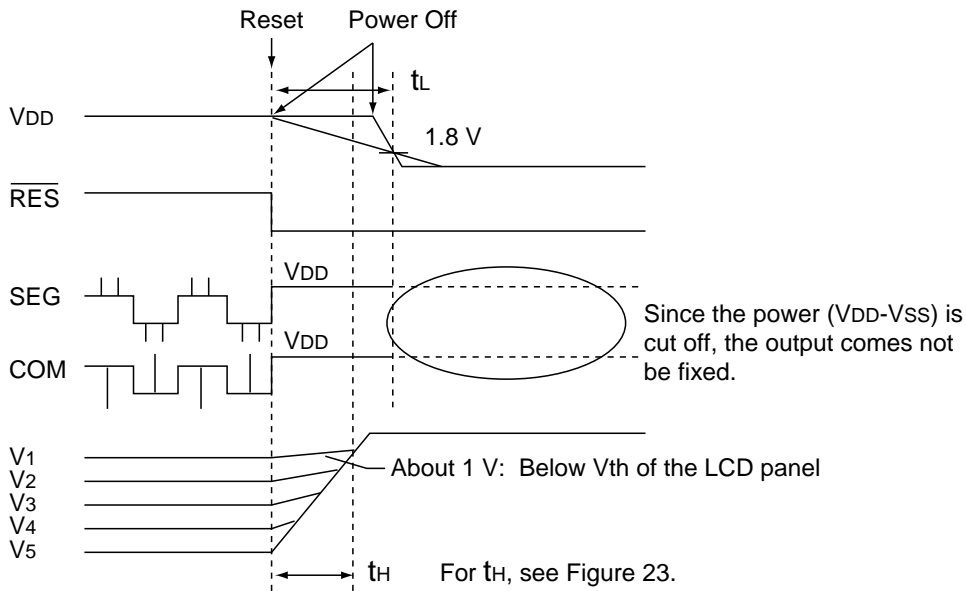 Reset
Power Off
tL
VDD
1.8 V
RES
VDD
SEG
VDD
COM
Since the power (VDD-VSS) is
cut off, the output comes not
be fixed.
V1
About 1 V: Below Vth of the LCD panel
V2
V3
V4
V5
tH
For tH, see Figure 23.